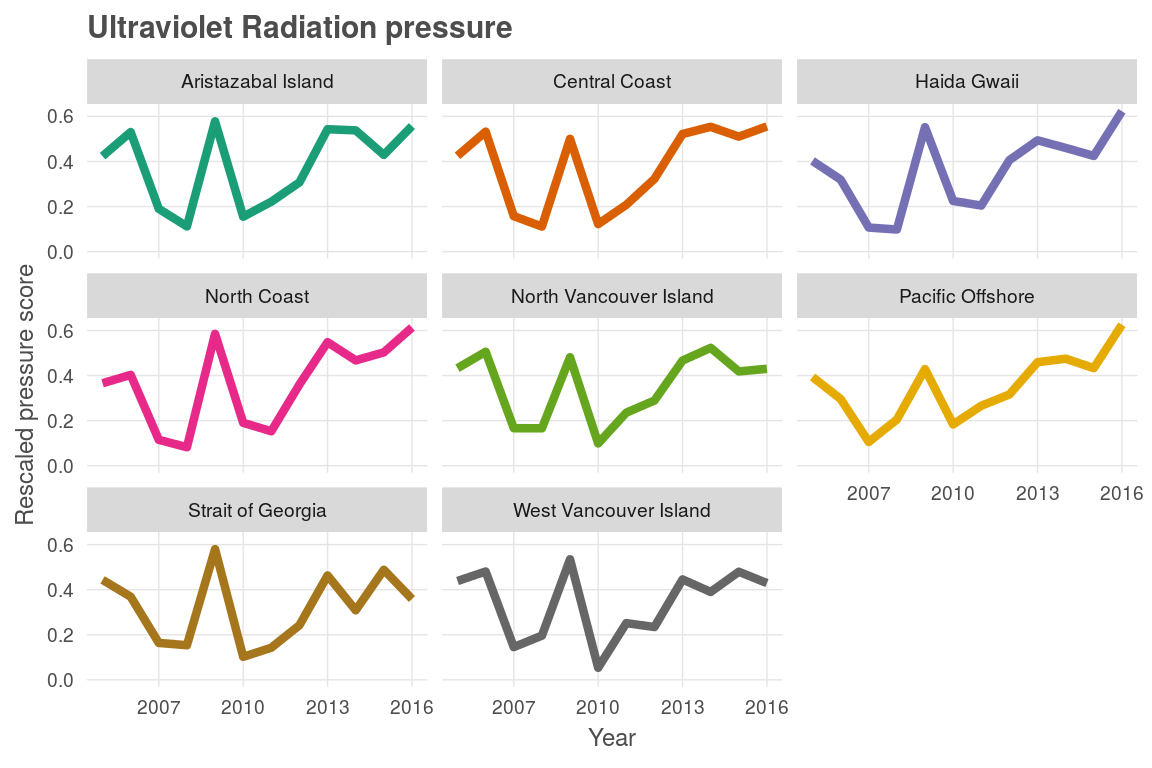 Ultraviolet Radiation pressure
Aristazabal Island
Central Coast
Haida Gwaii
0.6
0.4
0.2
0.0
North Coast
North Vancouver Island
Pacific Offshore
0.6
0.4
0.2
0.0
2007 2010 2013 2016
Strait of Georgia
West Vancouver Island
0.6
0.4
0.2
0.0
2007 2010 2013 2016
2007 2010 2013 2016
Year
Rescaled pressure score